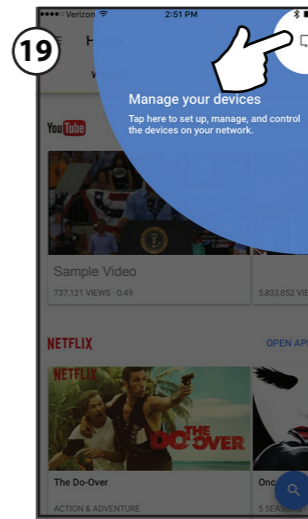 Verizon 2:51 PM
19
Manage your devices
Tap here to set up, manage, and control
the devices on your network.
YouTube
Sample Video
737,121 VIEWS · 0:49
5,833,852 VIE
NETFLIX
OPEN AP
NETFLIX
THE
DO-OVER
The Do-Over
Onc
ACTION & ADVENTURE
5 SEASONS